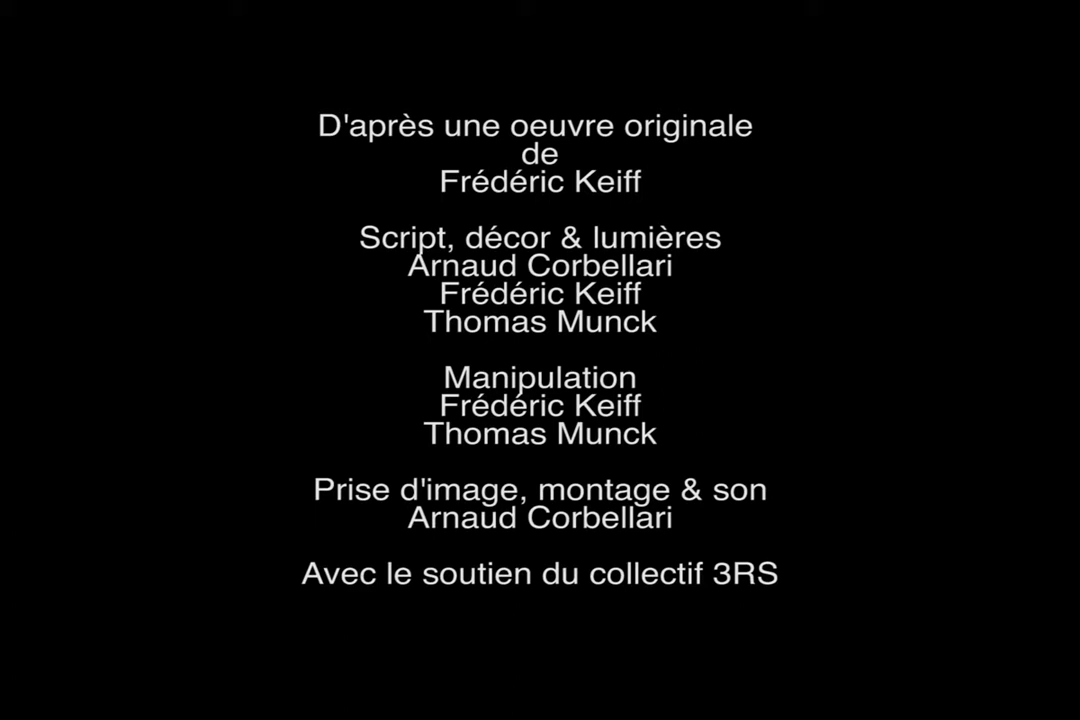 D'après une oeuvre originale
de
Frédéric Keiff
Script, décor & lumières
Arnaud Corbellari
Frédéric Keiff
Thomas Munck
Manipulation
Frédéric Keiff
Thomas Munck
Prise d'image, montage & son
Arnaud Corbellari
Avec le soutien du collectif 3RS